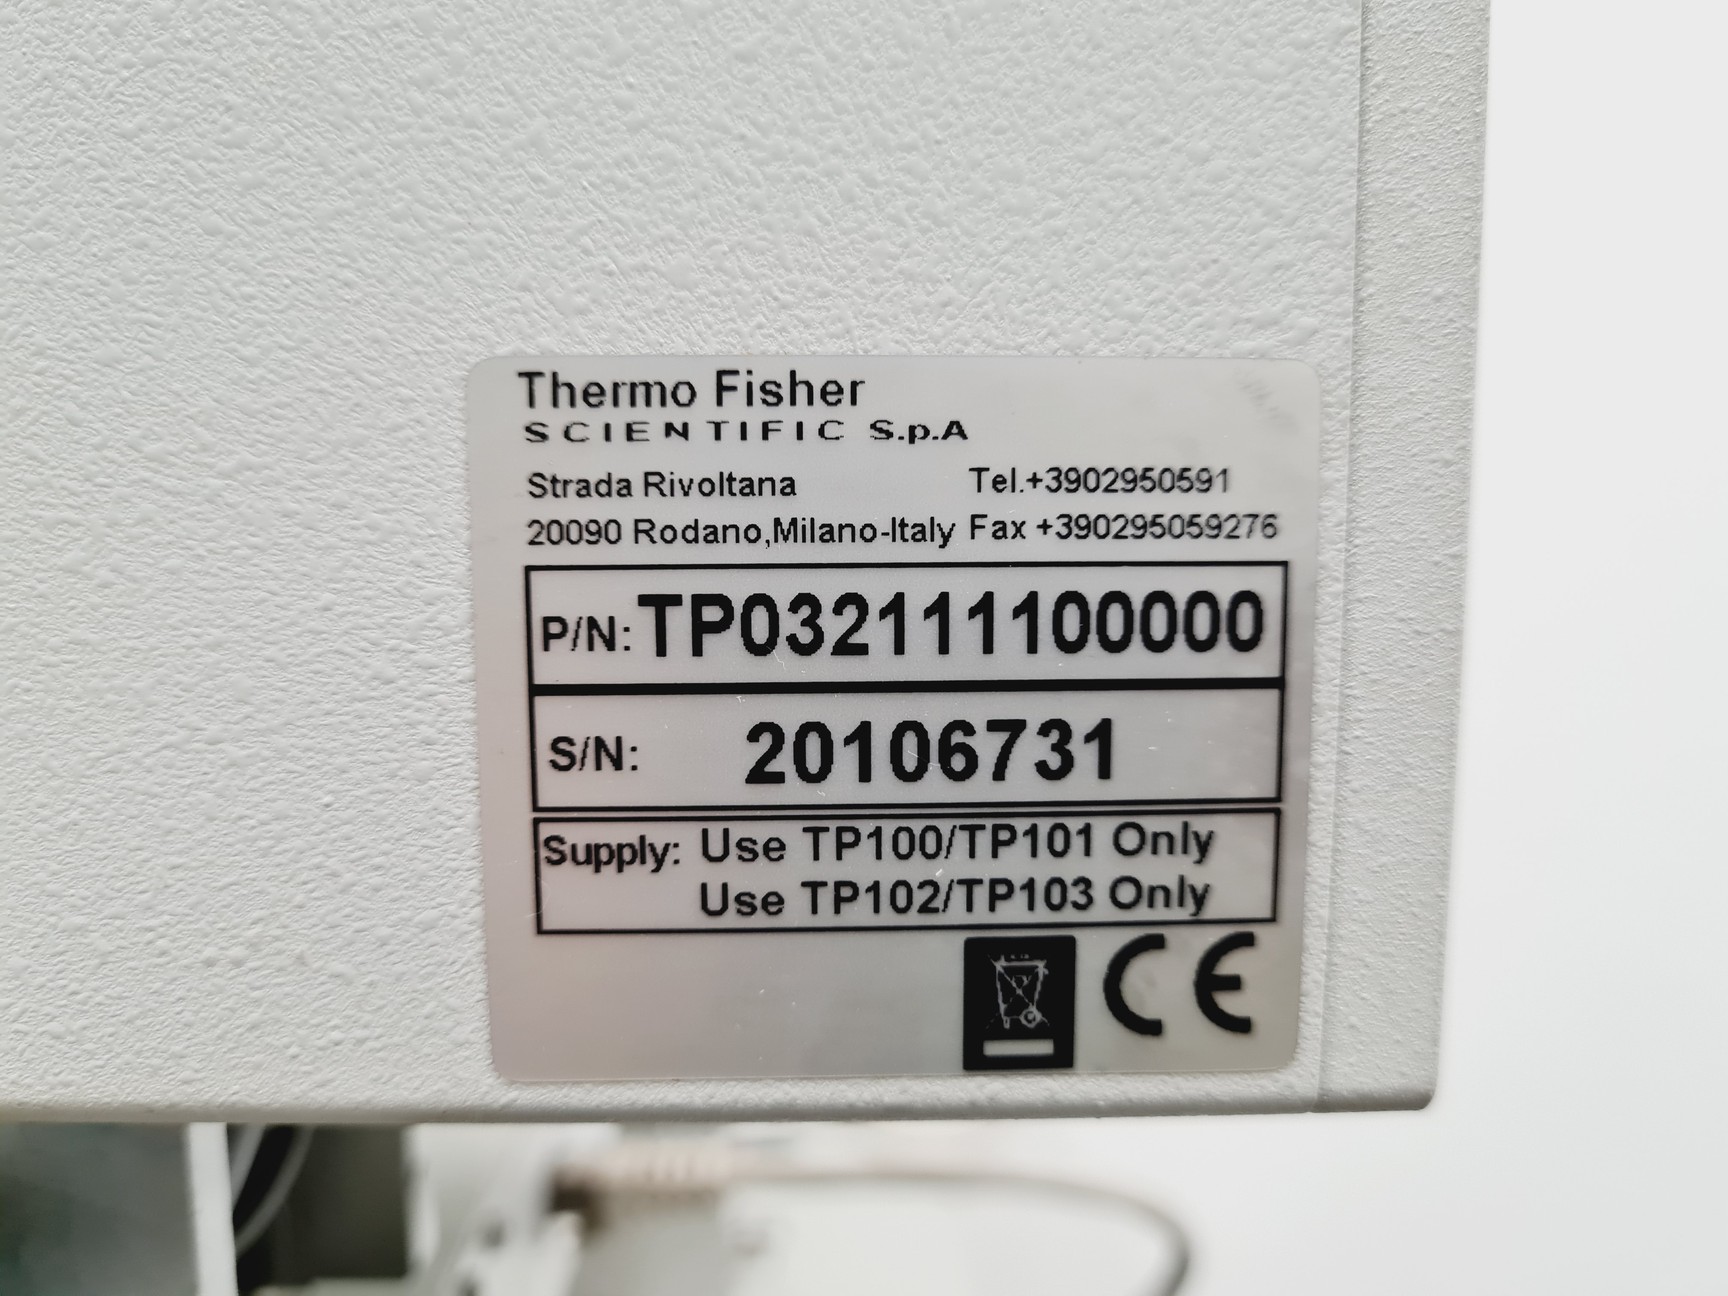 Thermo Fisher
SCIENTIFIC S.p.A
Strada Rivoltana Tel.+3902950591
20090 Rodano,Milano-Italy Fax +390295059276
P/N: TP032111100000
S/N: 20106731
Supply: Use TP100/TP101 Only
Use TP102/TP103 Only
CE